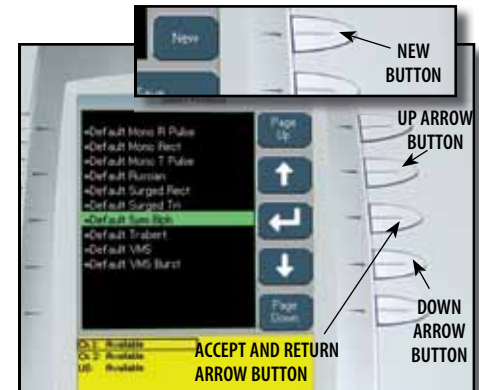 New
NEW
BUTTON
Page
Up
UP ARROW
BUTTON
*Default Mono R Pulse
*Default Mono Rect
*Default Mono T Pulse
*Default Russian
*Default Surged Rect
*Default Surged Tri
*Default Sym Biph
*Default Trabert
*Default VMS
*Default VMS Burst
Page
Down
DOWN
ARROW
BUTTON
Ch 1: Available
Ch 2: Available
US: Available
ACCEPT AND RETURN
ARROW BUTTON